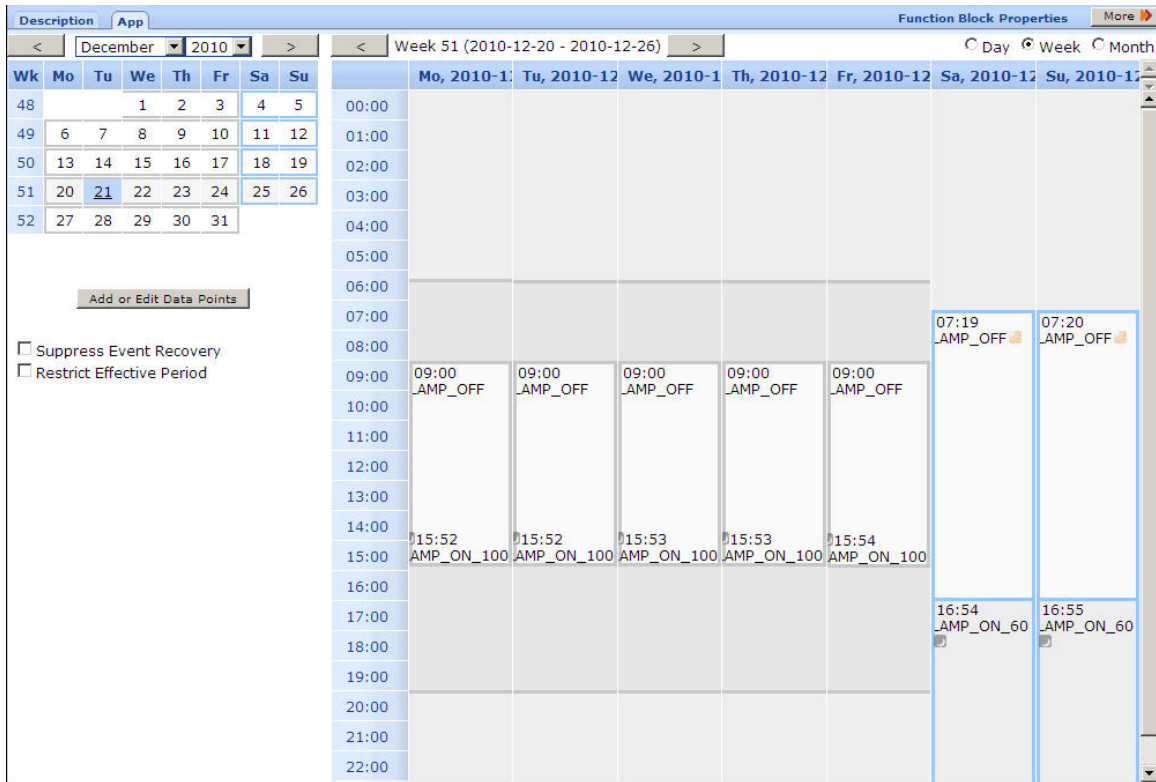 Description App Function Block Properties More
< December 2010 > < Week 51 (2010-12-20 - 2010-12-26) > Day Week Month
Wk Mo Tu We Th Fr Sa Su
48 1 2 3 4 5
49 6 7 8 9 10 11 12
50 13 14 15 16 17 18 19
51 20 21 22 23 24 25 26
52 27 28 29 30 31
Add or Edit Data Points
Suppress Event Recovery
Restrict Effective Period
Mo, 2010-1 Tu, 2010-12 We, 2010-1 Th, 2010-12 Fr, 2010-12 Sa, 2010-12 Su, 2010-12
00:00
01:00
02:00
03:00
04:00
05:00
06:00
07:00
07:19 07:20
AMP_OFF AMP_OFF
08:00
09:00
09:00 09:00 09:00 09:00 09:00
AMP_OFF AMP_OFF AMP_OFF AMP_OFF AMP_OFF
10:00
11:00
12:00
13:00
14:00
15:52 15:52 15:53 15:53 15:54
15:00
AMP_ON_100 AMP_ON_100 AMP_ON_100 AMP_ON_100 AMP_ON_100
16:00
17:00
16:54 16:55
AMP_ON_60 AMP_ON_60
18:00
19:00
20:00
21:00
22:00